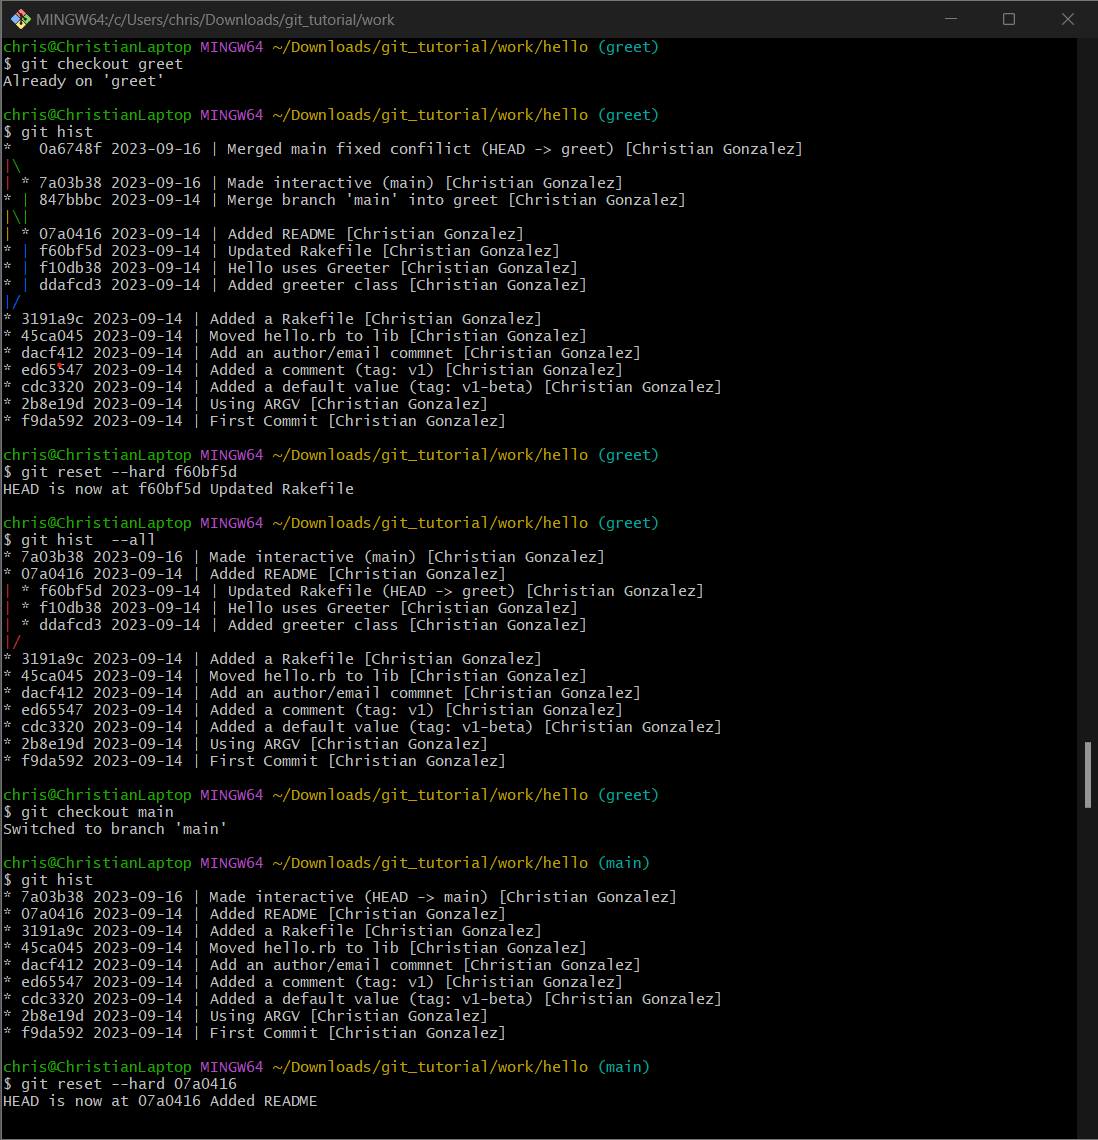 MINGW64:/c/Users/chris/Downloads/git_tutorial/work
chris@ChristianLaptop MINGW64 ~/Downloads/git_tutorial/work/hello (greet)
$ git checkout greet
Already on 'greet'
chris@ChristianLaptop MINGW64 ~/Downloads/git_tutorial/work/hello (greet)
$ git hist
*   0a6748f 2023-09-16 | Merged main fixed confilict (HEAD -> greet) [Christian Gonzalez]
|\
| * 7a03b38 2023-09-16 | Made interactive (main) [Christian Gonzalez]
* | 847bbbc 2023-09-14 | Merge branch 'main' into greet [Christian Gonzalez]
|\|
| * 07a0416 2023-09-14 | Added README [Christian Gonzalez]
* | f60bf5d 2023-09-14 | Updated Rakefile [Christian Gonzalez]
* | f10db38 2023-09-14 | Hello uses Greeter [Christian Gonzalez]
* | ddafcd3 2023-09-14 | Added greeter class [Christian Gonzalez]
|/
* 3191a9c 2023-09-14 | Added a Rakefile [Christian Gonzalez]
* 45ca045 2023-09-14 | Moved hello.rb to lib [Christian Gonzalez]
* dacf412 2023-09-14 | Add an author/email commnet [Christian Gonzalez]
* ed65547 2023-09-14 | Added a comment (tag: v1) [Christian Gonzalez]
* cdc3320 2023-09-14 | Added a default value (tag: v1-beta) [Christian Gonzalez]
* 2b8e19d 2023-09-14 | Using ARGV [Christian Gonzalez]
* f9da592 2023-09-14 | First Commit [Christian Gonzalez]
chris@ChristianLaptop MINGW64 ~/Downloads/git_tutorial/work/hello (greet)
$ git reset --hard f60bf5d
HEAD is now at f60bf5d Updated Rakefile
chris@ChristianLaptop MINGW64 ~/Downloads/git_tutorial/work/hello (greet)
$ git hist  --all
* 7a03b38 2023-09-16 | Made interactive (main) [Christian Gonzalez]
* 07a0416 2023-09-14 | Added README [Christian Gonzalez]
| * f60bf5d 2023-09-14 | Updated Rakefile (HEAD -> greet) [Christian Gonzalez]
| * f10db38 2023-09-14 | Hello uses Greeter [Christian Gonzalez]
| * ddafcd3 2023-09-14 | Added greeter class [Christian Gonzalez]
|/
* 3191a9c 2023-09-14 | Added a Rakefile [Christian Gonzalez]
* 45ca045 2023-09-14 | Moved hello.rb to lib [Christian Gonzalez]
* dacf412 2023-09-14 | Add an author/email commnet [Christian Gonzalez]
* ed65547 2023-09-14 | Added a comment (tag: v1) [Christian Gonzalez]
* cdc3320 2023-09-14 | Added a default value (tag: v1-beta) [Christian Gonzalez]
* 2b8e19d 2023-09-14 | Using ARGV [Christian Gonzalez]
* f9da592 2023-09-14 | First Commit [Christian Gonzalez]
chris@ChristianLaptop MINGW64 ~/Downloads/git_tutorial/work/hello (greet)
$ git checkout main
Switched to branch 'main'
chris@ChristianLaptop MINGW64 ~/Downloads/git_tutorial/work/hello (main)
$ git hist
* 7a03b38 2023-09-16 | Made interactive (HEAD -> main) [Christian Gonzalez]
* 07a0416 2023-09-14 | Added README [Christian Gonzalez]
* 3191a9c 2023-09-14 | Added a Rakefile [Christian Gonzalez]
* 45ca045 2023-09-14 | Moved hello.rb to lib [Christian Gonzalez]
* dacf412 2023-09-14 | Add an author/email commnet [Christian Gonzalez]
* ed65547 2023-09-14 | Added a comment (tag: v1) [Christian Gonzalez]
* cdc3320 2023-09-14 | Added a default value (tag: v1-beta) [Christian Gonzalez]
* 2b8e19d 2023-09-14 | Using ARGV [Christian Gonzalez]
* f9da592 2023-09-14 | First Commit [Christian Gonzalez]
chris@ChristianLaptop MINGW64 ~/Downloads/git_tutorial/work/hello (main)
$ git reset --hard 07a0416
HEAD is now at 07a0416 Added README